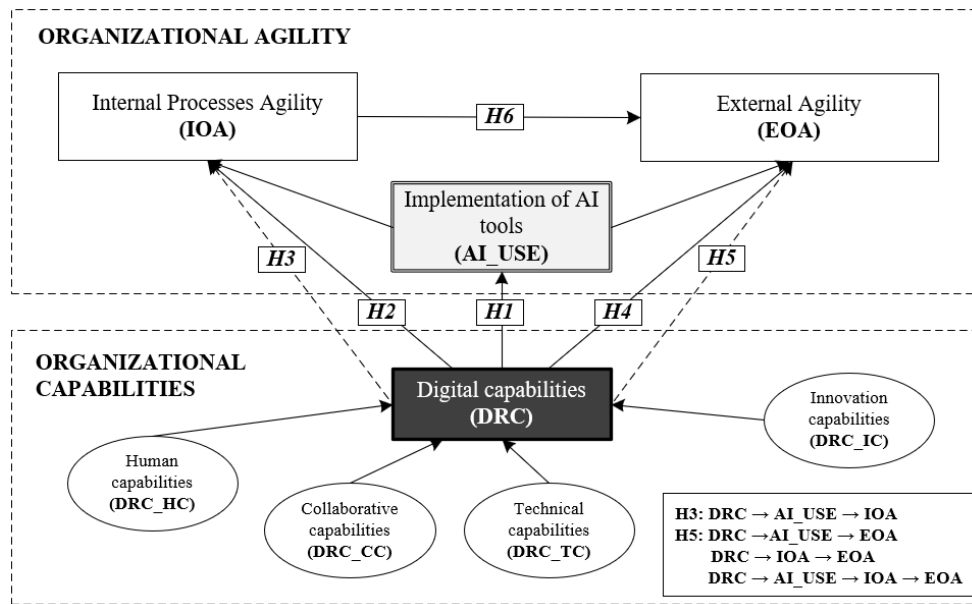 ORGANIZATIONAL AGILITY
Internal Processes Agility
(IOA)
H6
External Agility
(EOA)
Implementation of AI
tools
(AI_USE)
H3
H5
H2
H1
H4
ORGANIZATIONAL
CAPABILITIES
Digital capabilities
(DRC)
Innovation
capabilities
(DRC_IC)
Human
capabilities
(DRC_HC)
Collaborative
capabilities
(DRC_CC)
Technical
capabilities
(DRC_TC)
H3: DRC → AI_USE → IOA
H5: DRC →AI_USE → EOA
DRC → IOA → EOA
DRC → AI_USE → IOA → EOA